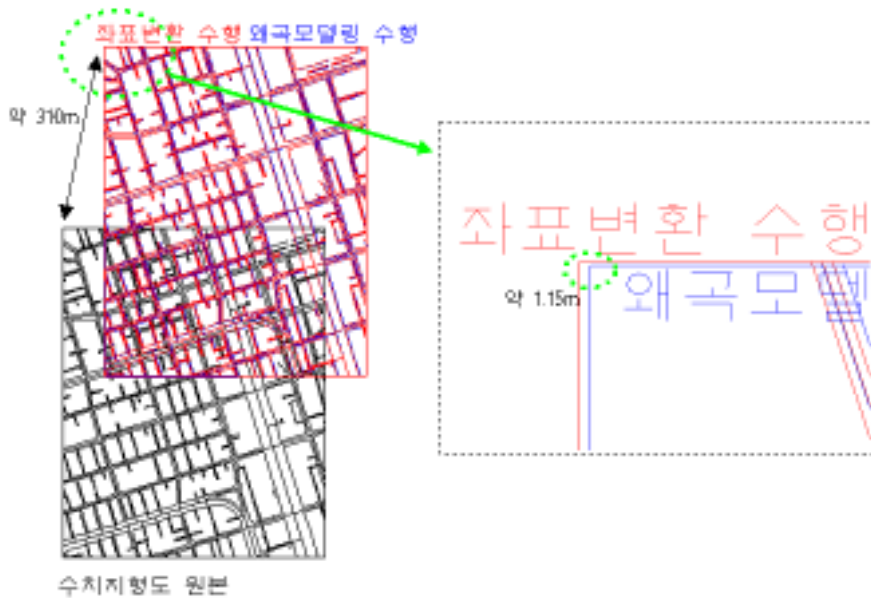 좌표변환 수행 왜곡모델링 수행
약 310m
좌표변환 수행
왜곡모델
약 1.15m
수치지형도 원본